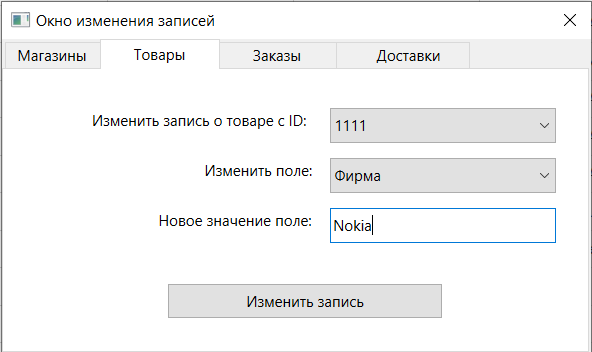 Окно изменения записей
Магазины Товары Заказы Доставки
Изменить запись о товаре с ID: 1111
Изменить поле: Фирма
Новое значение поле: Nokia
Изменить запись